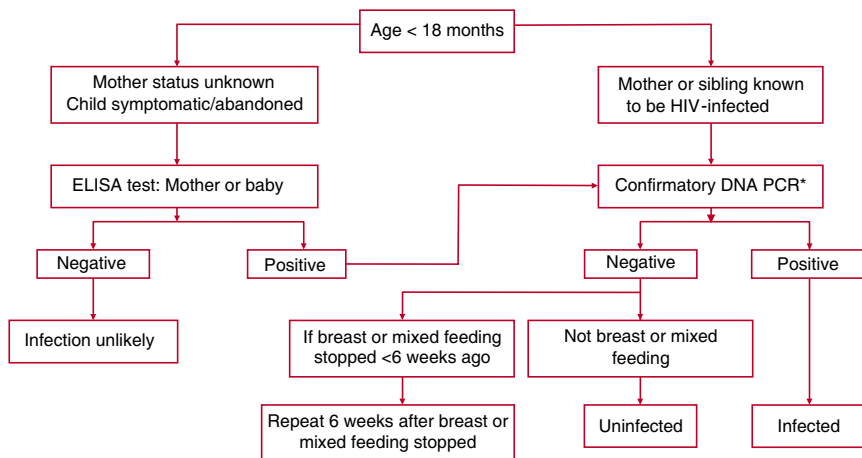 Age < 18 months
Mother status unknown
Child symptomatic/abandoned
Mother or sibling known
to be HIV-infected
ELISA test: Mother or baby
Confirmatory DNA PCR*
Negative
Positive
Negative
Positive
Infection unlikely
If breast or mixed feeding
stopped <6 weeks ago
Not breast or mixed
feeding
Repeat 6 weeks after breast or
mixed feeding stopped
Uninfected
Infected